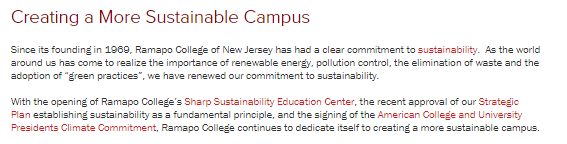 Creating a More Sustainable Campus
Since its founding in 1969, Ramapo College of New Jersey has had a clear commitment to sustainability. As the world
around us has come to realize the importance of renewable energy, pollution control, the elimination of waste and the
adoption of “green practices”, we have renewed our commitment to sustainability.
With the opening of Ramapo College’s Sharp Sustainability Education Center, the recent approval of our Strategic
Plan establishing sustainability as a fundamental principle, and the signing of the American College and University
Presidents Climate Commitment, Ramapo College continues to dedicate itself to creating a more sustainable campus.